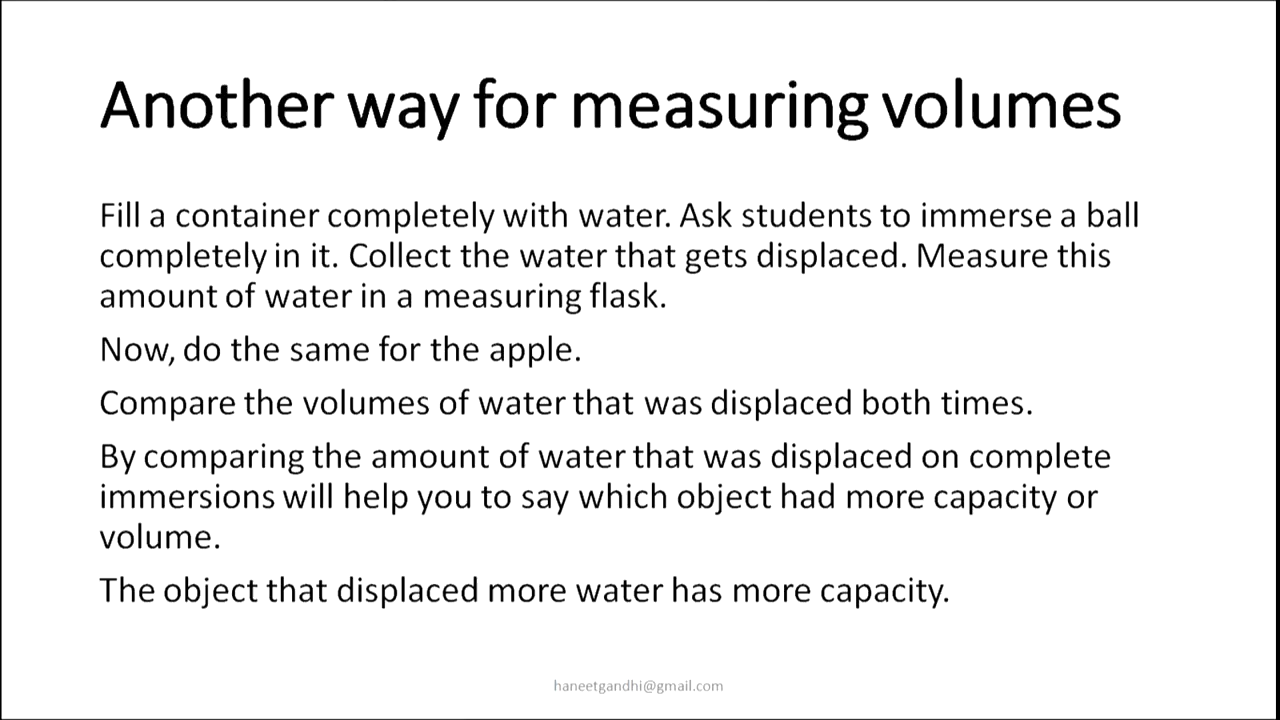 Another way for measuring volumes
Fill a container completely with water. Ask students to immerse a ball
completely in it. Collect the water that gets displaced. Measure this
amount of water in a measuring flask.
Now, do the same for the apple.
Compare the volumes of water that was displaced both times.
By comparing the amount of water that was displaced on complete
immersions will help you to say which object had more capacity or
volume.
The object that displaced more water has more capacity.
haneetgandhi@gmail.com